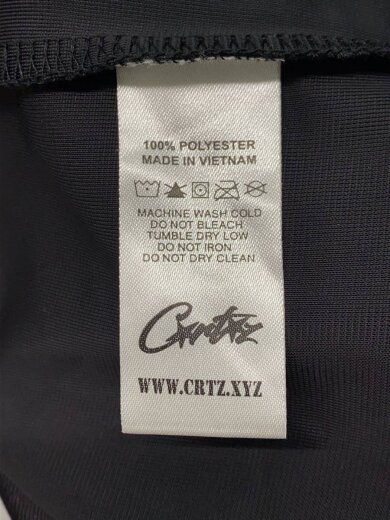 100% POLYESTER
MADE IN VIETNAM
MACHINE WASH COLD
DO NOT BLEACH
TUMBLE DRY LOW
DO NOT IRON
DO NOT DRY CLEAN
Crtz
WWW.CRTZ.XYZ